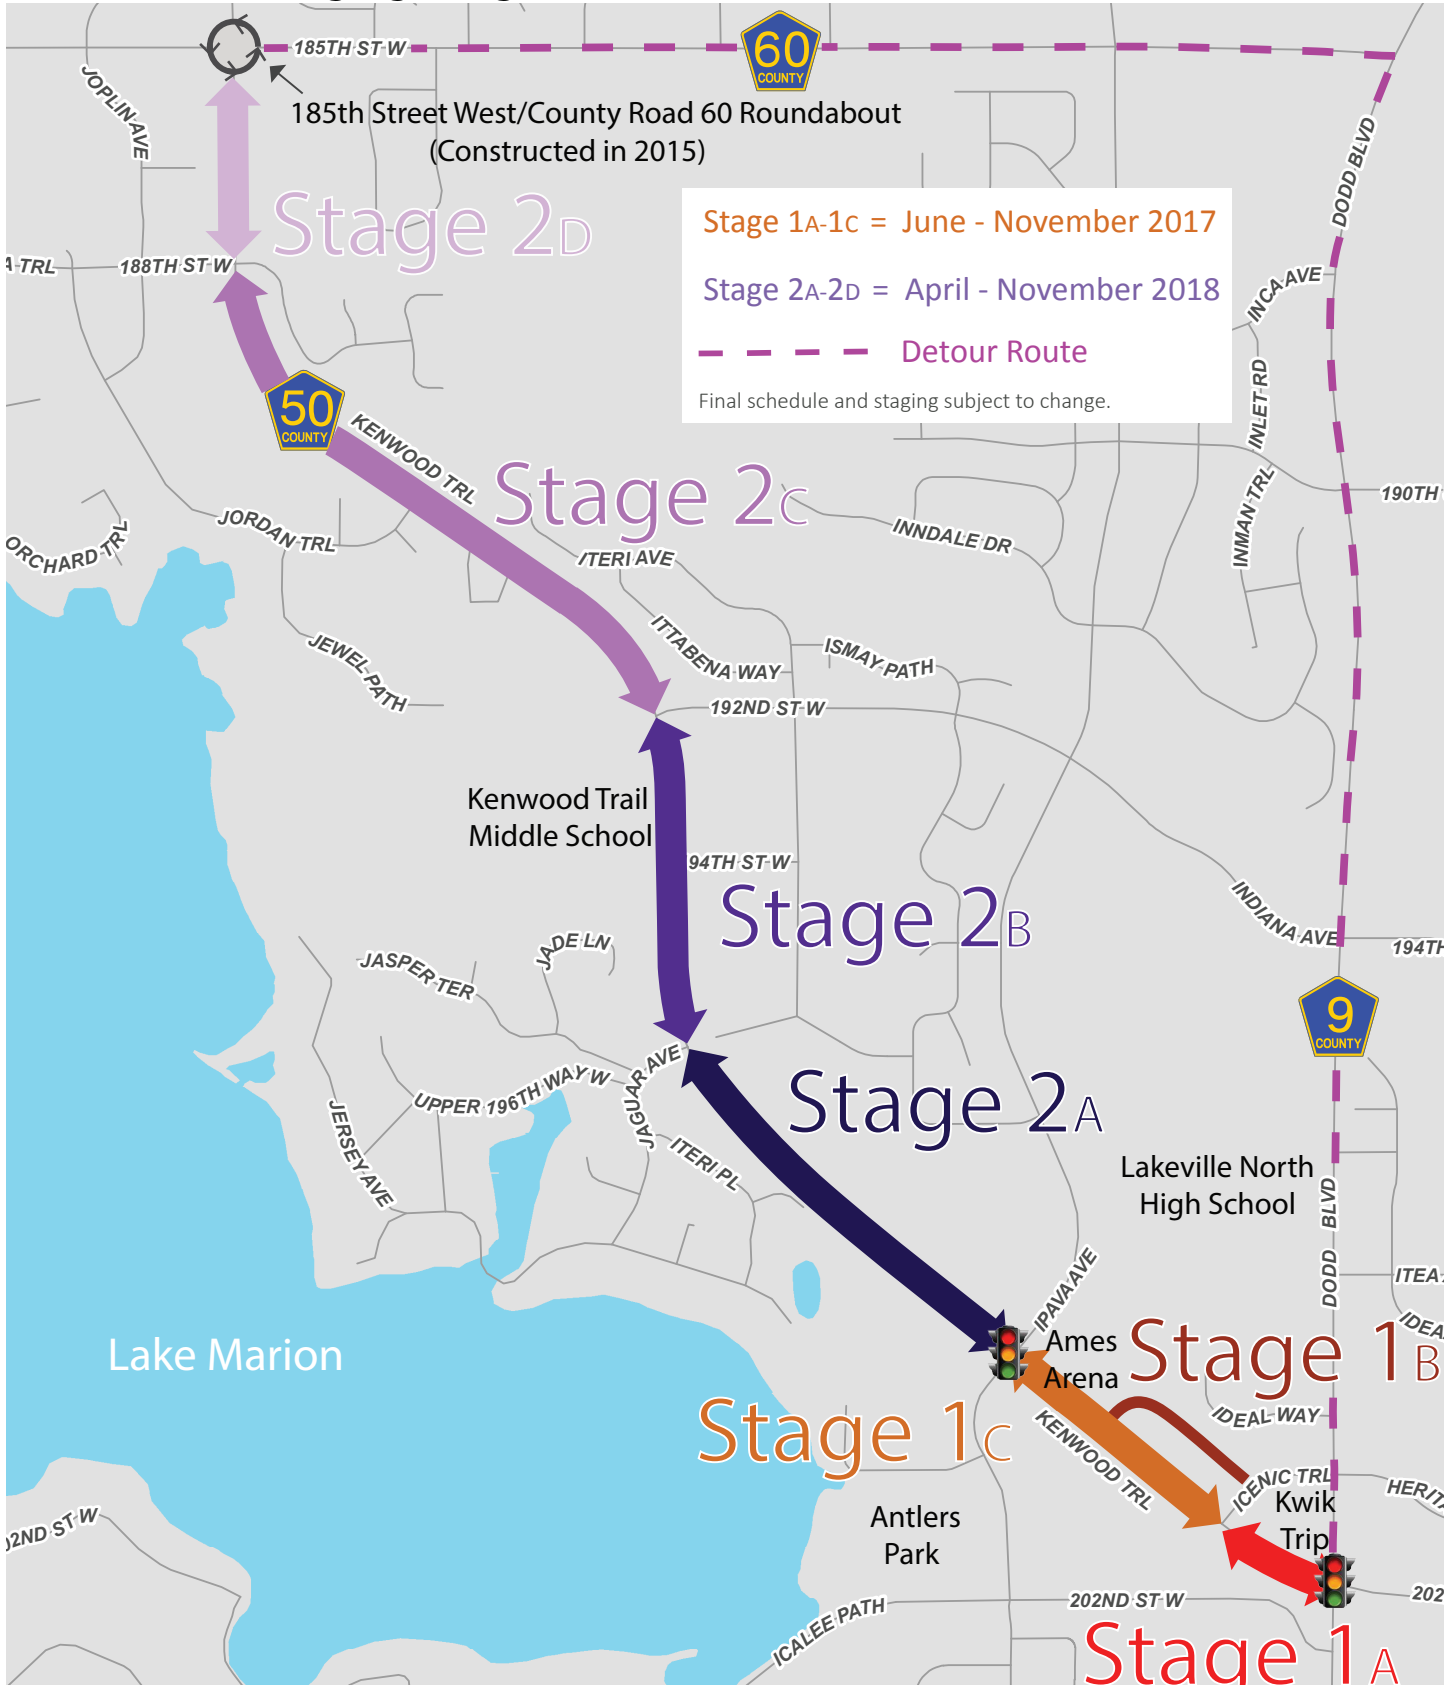 185TH ST W
60
COUNTY
JOPLIN AVE
185th Street West/County Road 60 Roundabout
(Constructed in 2015)
DODD BLVD
Stage 2D
Stage 1A-1C = June - November 2017
Stage 2A-2D = April - November 2018
Detour Route
Final schedule and staging subject to change.
A TRL
188TH ST W
INCA AVE
INLET RD
50
COUNTY
KENWOOD TRL
Stage 2C
190TH
INMAN TRL
ORCHARD TRL
JORDAN TRL
INNDALE DR
ITERI AVE
ITTABENA WAY
ISMAY PATH
JEWEL PATH
192ND ST W
Kenwood Trail
Middle School
94TH ST W
Stage 2B
INDIANA AVE
194TH
JASPER TER
JADE LN
9
COUNTY
JAGUAR AVE
UPPER 196TH WAY W
Stage 2A
JERSEY AVE
ITERI PL
Lakeville North
High School
DODD BLVD
IPAVA AVE
ITEA
IDEA
Lake Marion
Ames
Arena
Stage 1B
Stage 1C
IDEAL WAY
KENWOOD TRL
ICENIC TRL
HERITA
Kwik
Trip
Antlers
Park
02ND ST W
ICALEE PATH
202ND ST W
202
Stage 1A